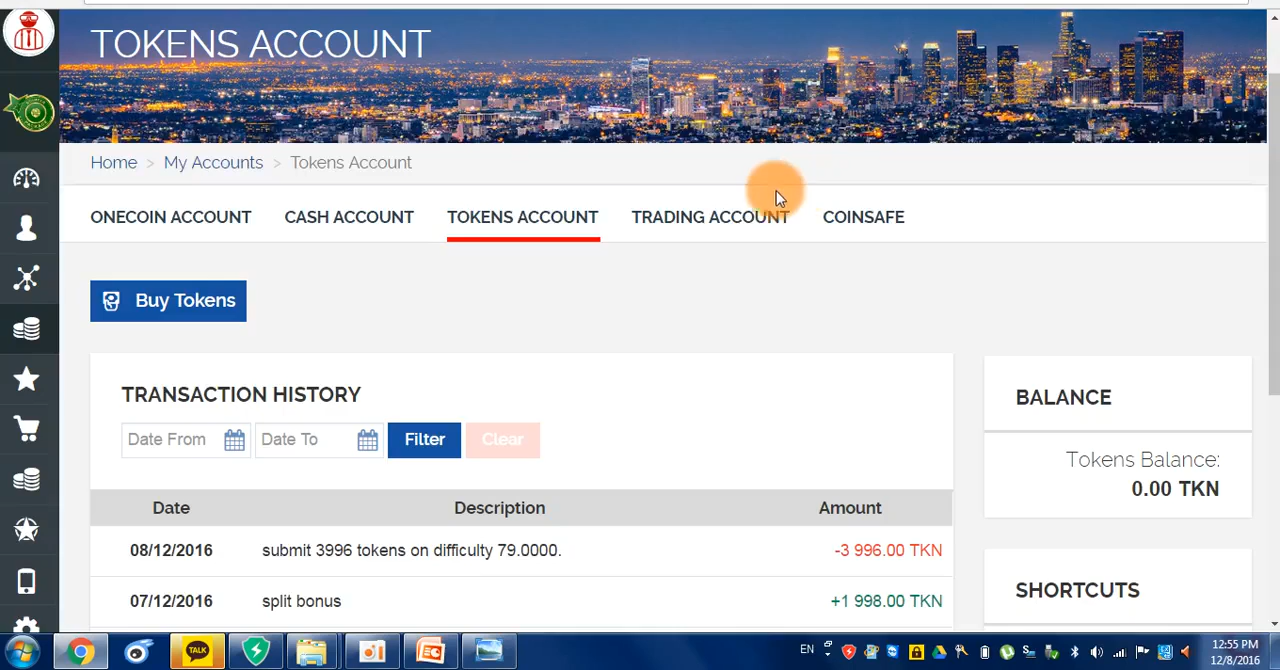 TOKENS ACCOUNT
Home > My Accounts > Tokens Account
ONECOIN ACCOUNT CASH ACCOUNT TOKENS ACCOUNT TRADING ACCOUNT COINSAFE
Buy Tokens
TRANSACTION HISTORY
Date From Date To Filter Clear
Date Description Amount
08/12/2016 submit 3996 tokens on difficulty 79.0000. -3 996.00 TKN
07/12/2016 split bonus +1 998.00 TKN
BALANCE
Tokens Balance:
0.00 TKN
SHORTCUTS
TALK
EN
12:55 PM
12/8/2016